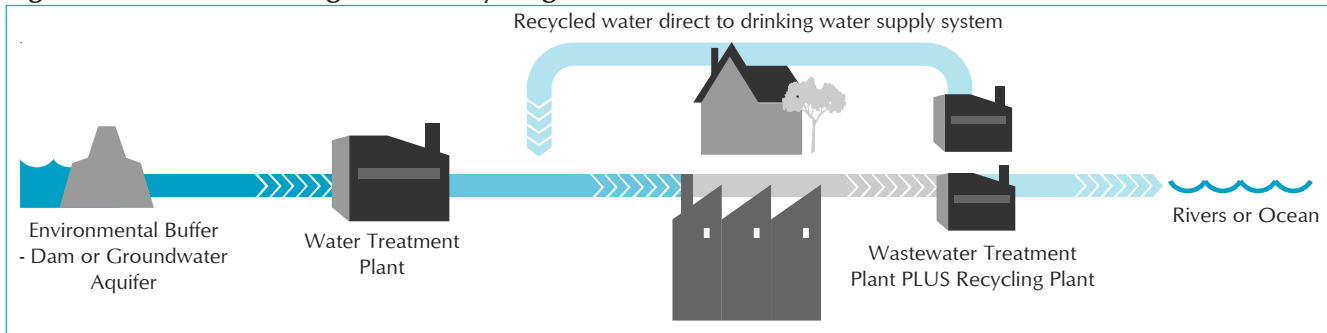 Recycled water direct to drinking water supply system
Environmental Buffer
- Dam or Groundwater
Aquifer
Water Treatment
Plant
Wastewater Treatment
Plant PLUS Recycling Plant
Rivers or Ocean